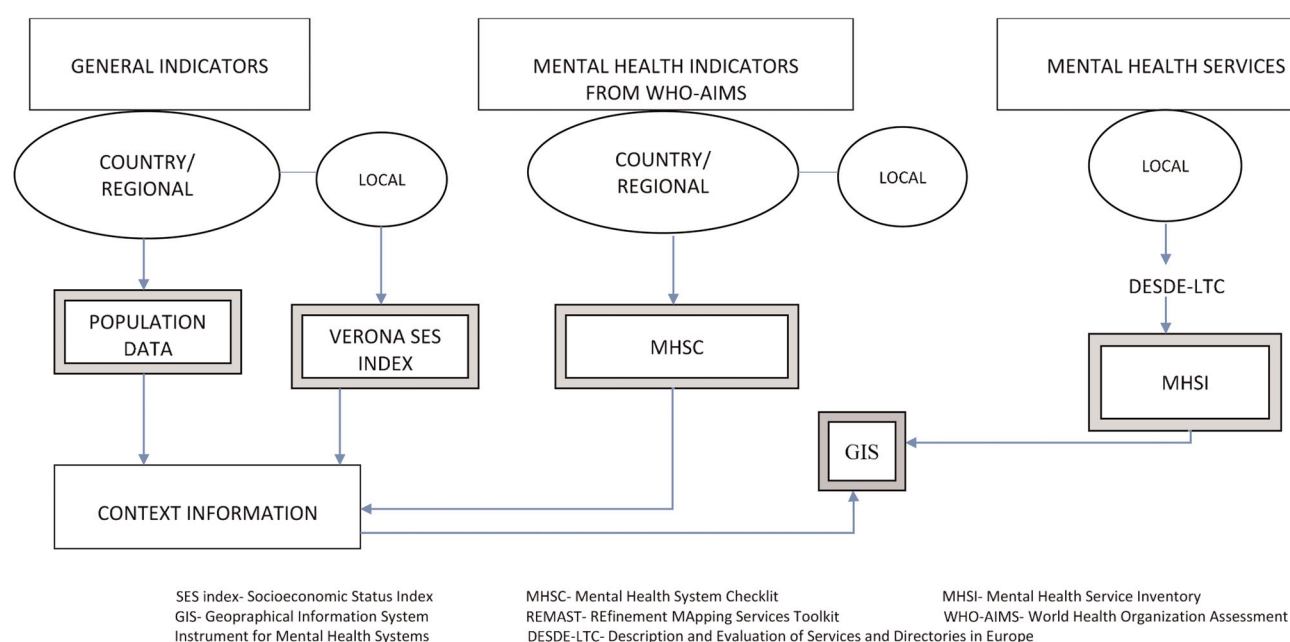 GENERAL INDICATORS
MENTAL HEALTH INDICATORS
FROM WHO-AIMS
MENTAL HEALTH SERVICES
COUNTRY/
REGIONAL
LOCAL
COUNTRY/
REGIONAL
LOCAL
LOCAL
DESDE-LTC
POPULATION
DATA
VERONA SES
INDEX
MHSC
MHSI
GIS
CONTEXT INFORMATION
SES index- Socioeconomic Status Index
MHSC- Mental Health System Checklit
MHSI- Mental Health Service Inventory
GIS- Geopraphical Information System
REMAST- REfinement MApping Services Toolkit
WHO-AIMS- World Health Organization Assessment
Instrument for Mental Health Systems
DESDE-LTC- Description and Evaluation of Services and Directories in Europe